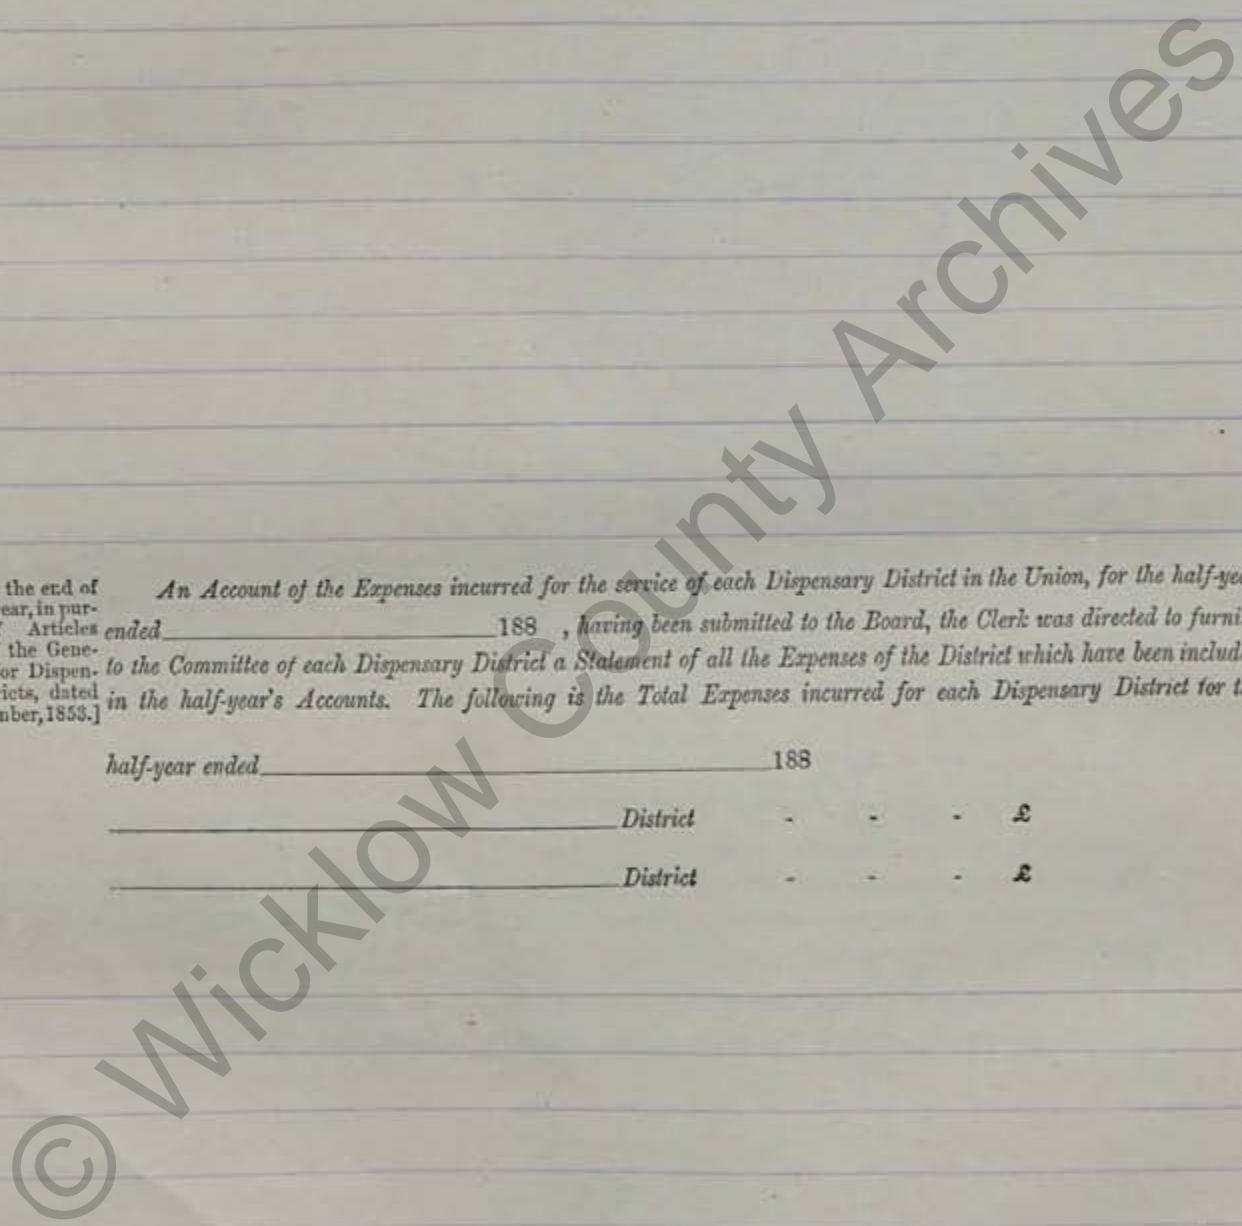 the end of
ear, in pur-
Articles
the Gene-
or Dispen-
icts, dated
nber, 1853.]
An Account of the Expenses incurred for the service of each Dispensary District in the Union, for the half-yea
ended 188 , having been submitted to the Board, the Clerk was directed to furni
to the Committee of each Dispensary District a Statement of all the Expenses of the District which have been includ
in the half-year's Accounts. The following is the Total Expenses incurred for each Dispensary District for t
half-year ended 188
District - - - £
District - - - £
© Wicklow County Archives